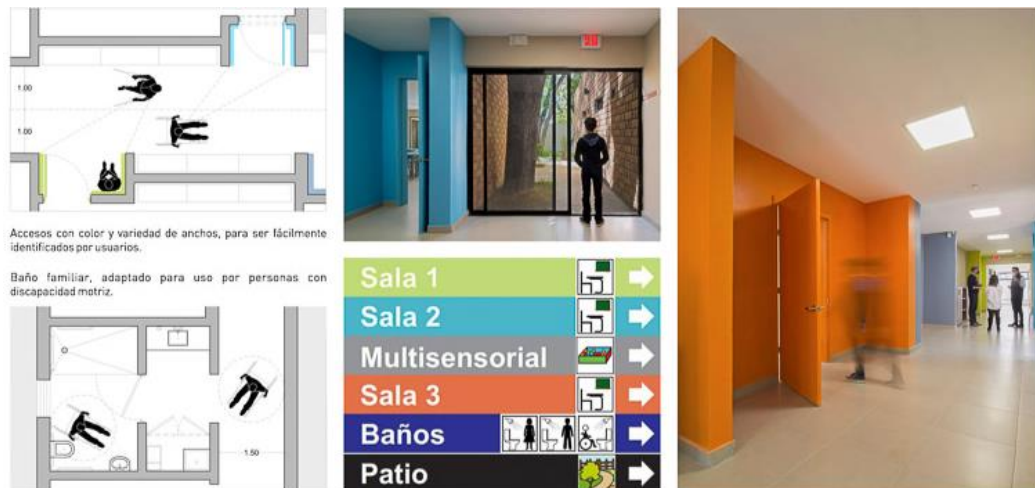 1.00
1.00
Accesos con color y variedad de anchos, para ser fácilmente
identificados por usuarios.
Baño familiar, adaptado para uso por personas con
discapacidad motriz.
1.50
Sala 1
Sala 2
Multisensorial
Sala 3
Baños
Patio